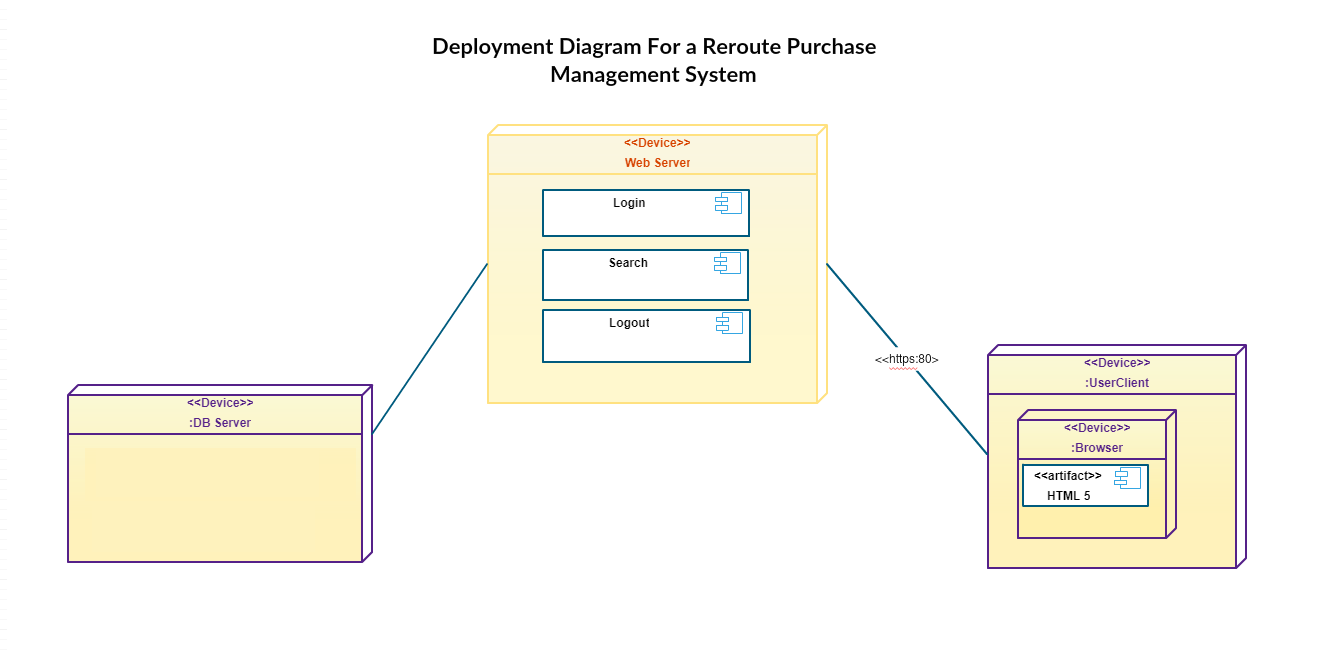 Deployment Diagram For a Reroute Purchase
Management System
<<Device>>
Web Server
Login
Search
Logout
<<https:80>
<<Device>>
:DB Server
<<Device>>
:UserClient
<<Device>>
:Browser
<<artifact>>
HTML 5